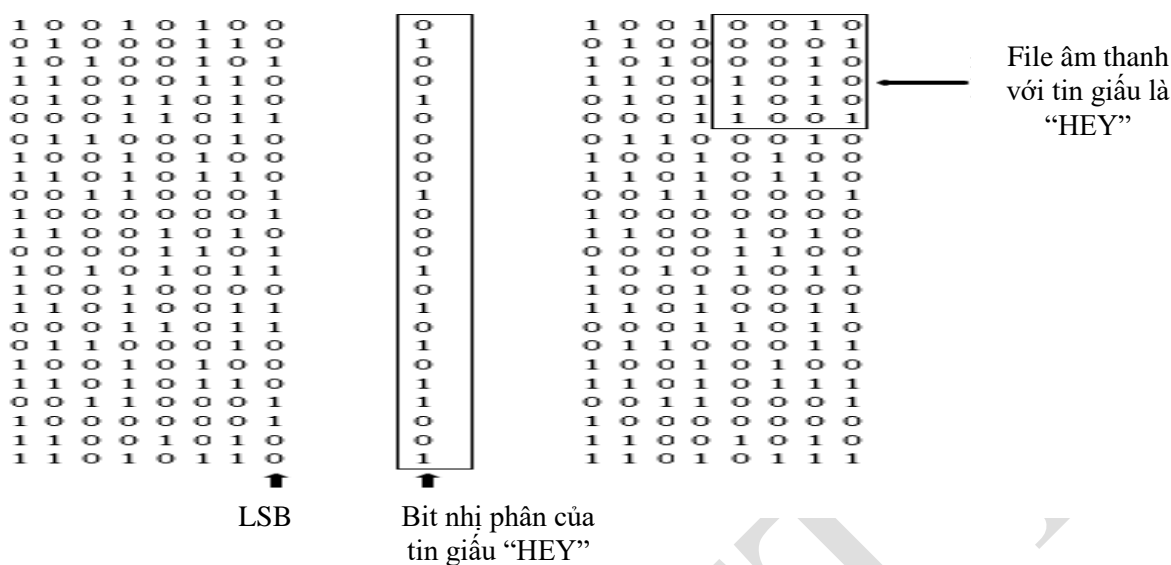 1 0 0 1 0 1 0 0 0 1 0 0 1 0 0 1 0
0 1 0 0 0 1 1 0 1 0 1 0 0 0 0 0 1
1 0 1 0 0 1 0 1 0 1 0 1 0 0 0 1 0
1 1 0 0 0 1 1 0 0 1 1 0 0 1 0 1 0
0 1 0 1 1 0 1 0 1 0 1 0 1 1 0 1 0
0 0 0 1 1 0 1 1 0 0 0 0 1 1 0 0 1
0 1 1 0 0 0 1 0 0 0 1 1 0 0 0 1 0
1 0 0 1 0 1 0 0 0 1 0 0 1 0 1 0 0
1 1 0 1 0 1 1 0 0 1 1 0 1 0 1 1 0
0 0 1 1 0 0 0 1 1 0 0 1 1 0 0 0 1
1 0 0 0 0 0 0 1 0 1 0 0 0 0 0 0 0
1 1 0 0 1 0 1 0 0 1 1 0 0 1 0 1 0
0 0 0 0 1 1 0 1 0 0 0 0 0 1 1 0 0
1 0 1 0 1 0 1 1 1 1 0 1 0 1 0 1 1
1 0 0 1 0 0 0 0 0 1 0 0 1 0 0 0 0
1 1 0 1 0 0 1 1 1 1 1 0 1 0 0 1 1
0 0 0 1 1 0 1 1 0 0 0 0 1 1 0 1 0
0 1 1 0 0 0 1 0 1 0 1 1 0 0 0 1 1
1 0 0 1 0 1 0 0 0 1 0 0 1 0 1 0 0
1 1 0 1 0 1 1 0 1 1 1 0 1 0 1 1 1
0 0 1 1 0 0 0 1 1 0 0 1 1 0 0 0 1
1 0 0 0 0 0 0 1 0 1 0 0 0 0 0 0 0
1 1 0 0 1 0 1 0 0 1 1 0 0 1 0 1 0
1 1 0 1 0 1 1 0 1 1 1 0 1 0 1 1 1
File âm thanh
với tin giấu là
“HEY”
LSB
Bit nhị phân của
tin giấu “HEY”